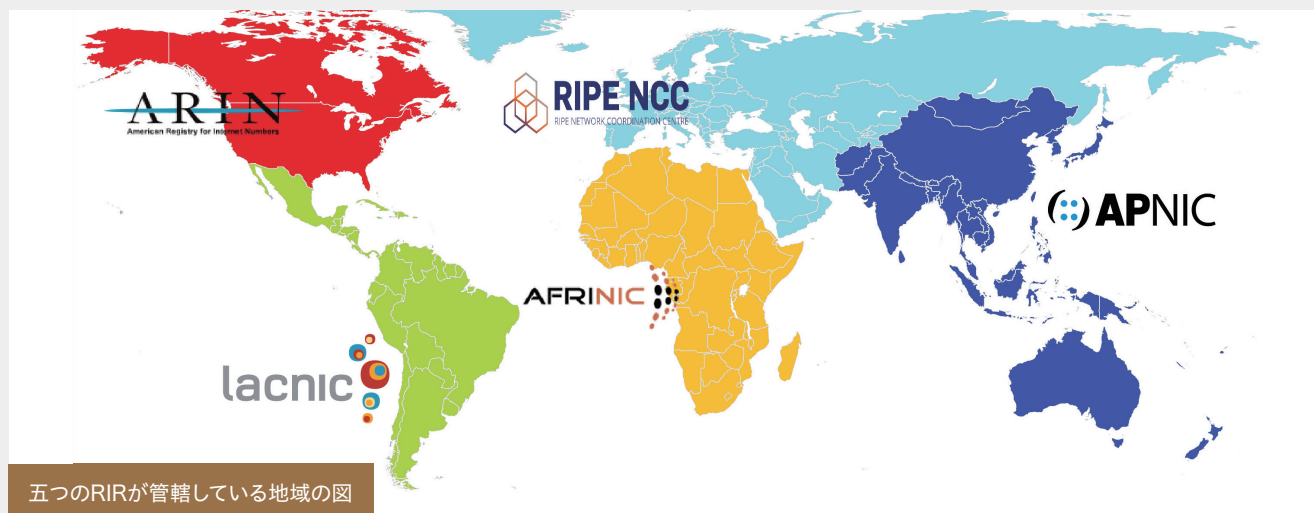 ARIN
American Registry for Internet Numbers
RIPE NCC
RIPE NETWORK COORDINATION CENTRE
APNIC
AFRINIC
lacnic
五つのRIRが管轄している地域の図